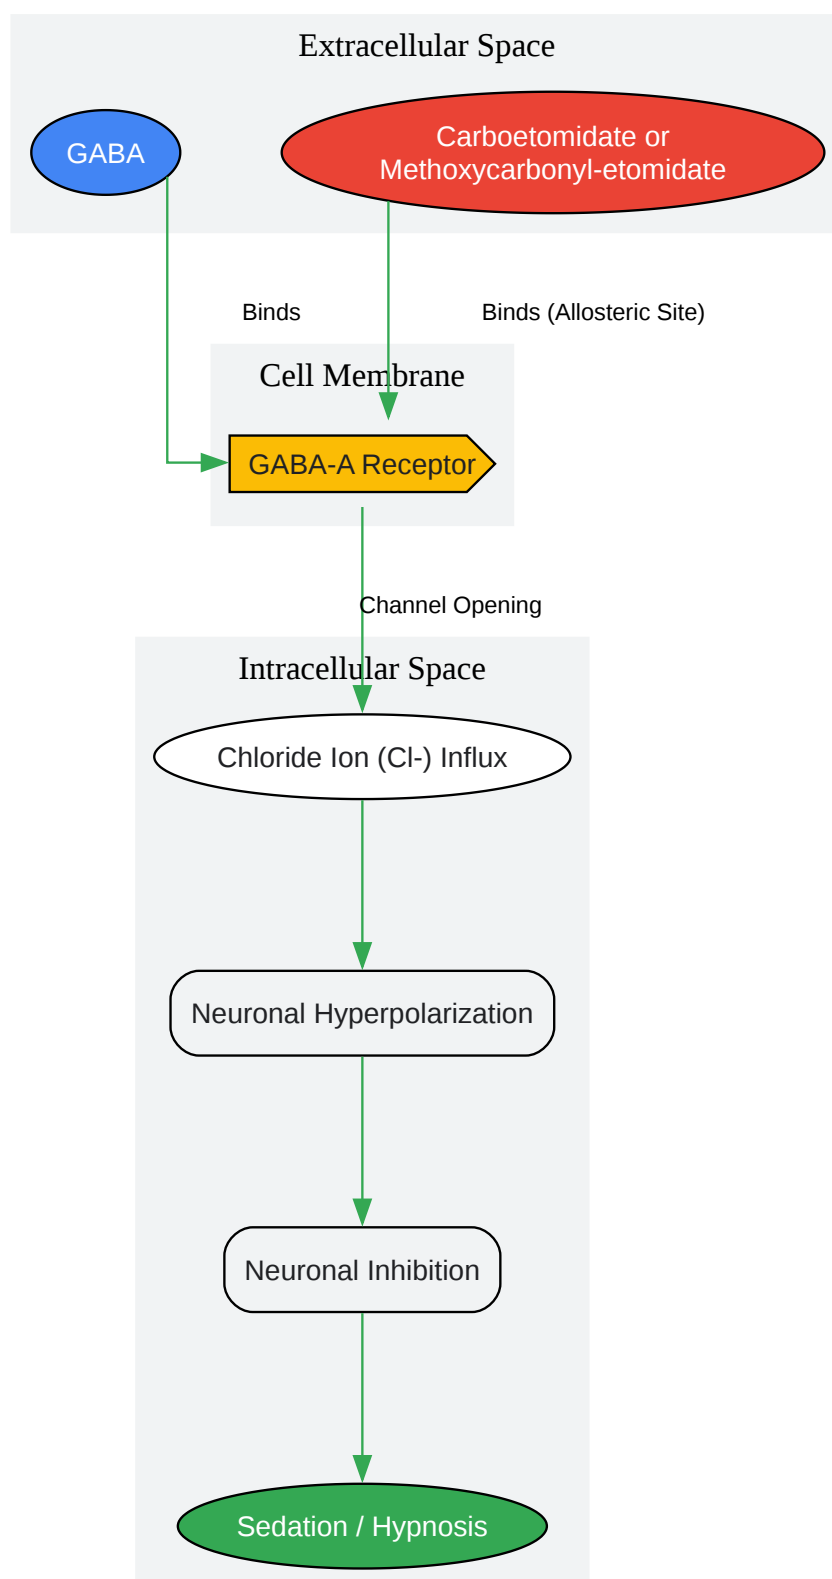 Extracellular Space
GABA
Carboetomidate or
Methoxycarbonyl-etomidate
Binds
Binds (Allosteric Site)
Cell Membrane
GABA-A Receptor
Channel Opening
Intracellular Space
Chloride Ion (Cl-) Influx
Neuronal Hyperpolarization
Neuronal Inhibition
Sedation / Hypnosis